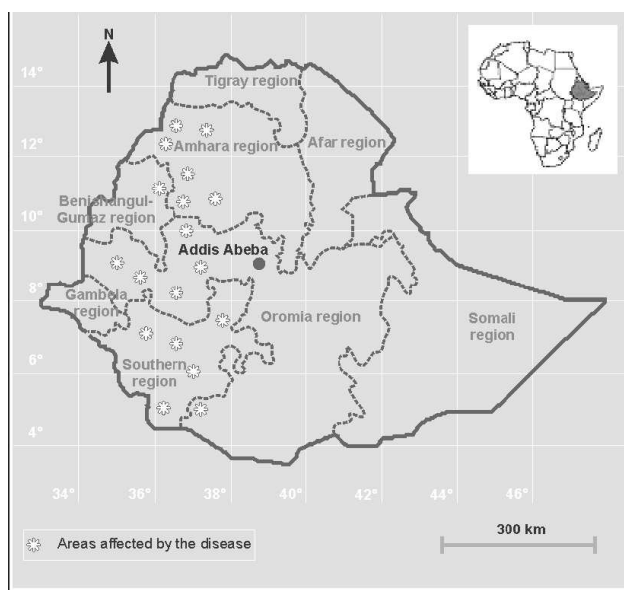 N
14°
Tigray region
12°
Amhara region
Afar region
Benishangul-
Gumaz region
10°
Addis Abeba
8°
Gambela
region
Oromia region
Somali
region
6°
Southern
region
4°
34°
36°
38°
40°
42°
44°
46°
Areas affected by the disease
300 km